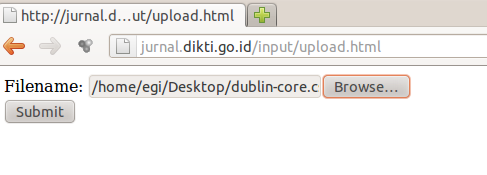 http://jurnal.d...ut/upload.html
jurnal.dikti.go.id/input/upload.html
Filename: /home/egi/Desktop/dublin-core.c Browse...
Submit